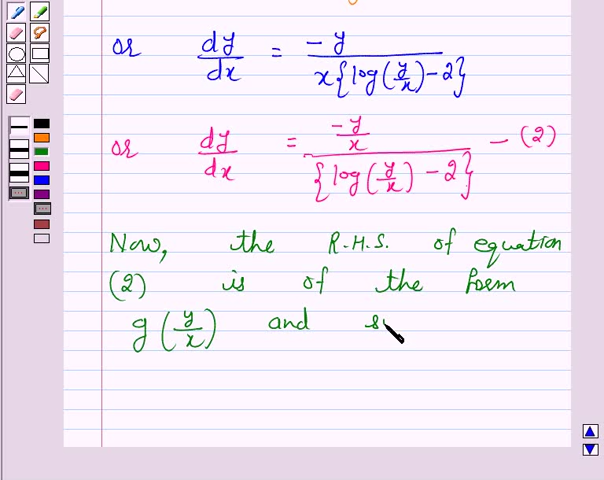 or dy/dx = -y / x{log(y/x)-2}
or dy/dx = -y/x / {log(y/x)-2} - (2)
Now, the R.H.S. of equation
(2) is of the form
g(y/x) and s